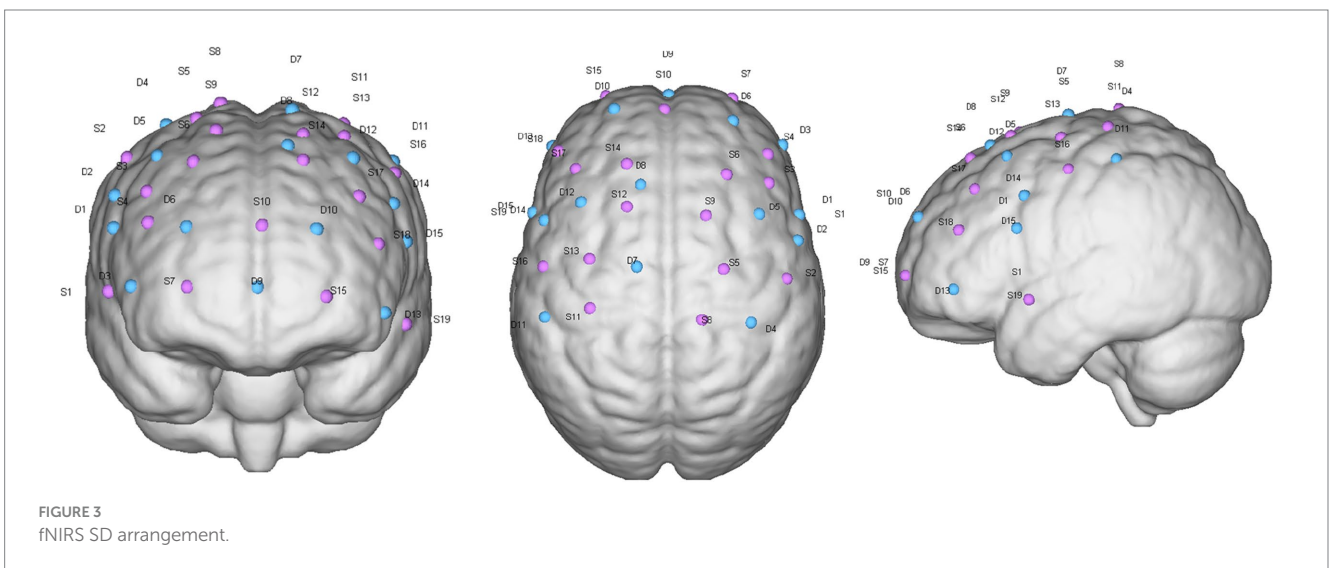 S8
D7
S5
S11
D4
S9
S12
D8
S13
D5
S6
S14
D12
D11
S2
S16
S3
S17
D2
D14
S4
D6
S10
D10
D1
S18
D15
D3
S7
D9
S15
S1
D13
S19
D9
S15
S10
S7
D10
D6
D3
S4
S18
S17
S14
D8
S6
S3
D12
S12
S9
D5
D1
S1
D15
S19
D14
D2
S13
D7
S5
S16
S2
D11
S11
S8
D4
S8
D7
S5
S9
S12
S11
D4
D8
S13
D5
D12
D11
S16
S17
D14
S10
D6
D10
D1
S18
D15
D9
S7
S15
S1
D13
S19
FIGURE 3
fNIRS SD arrangement.